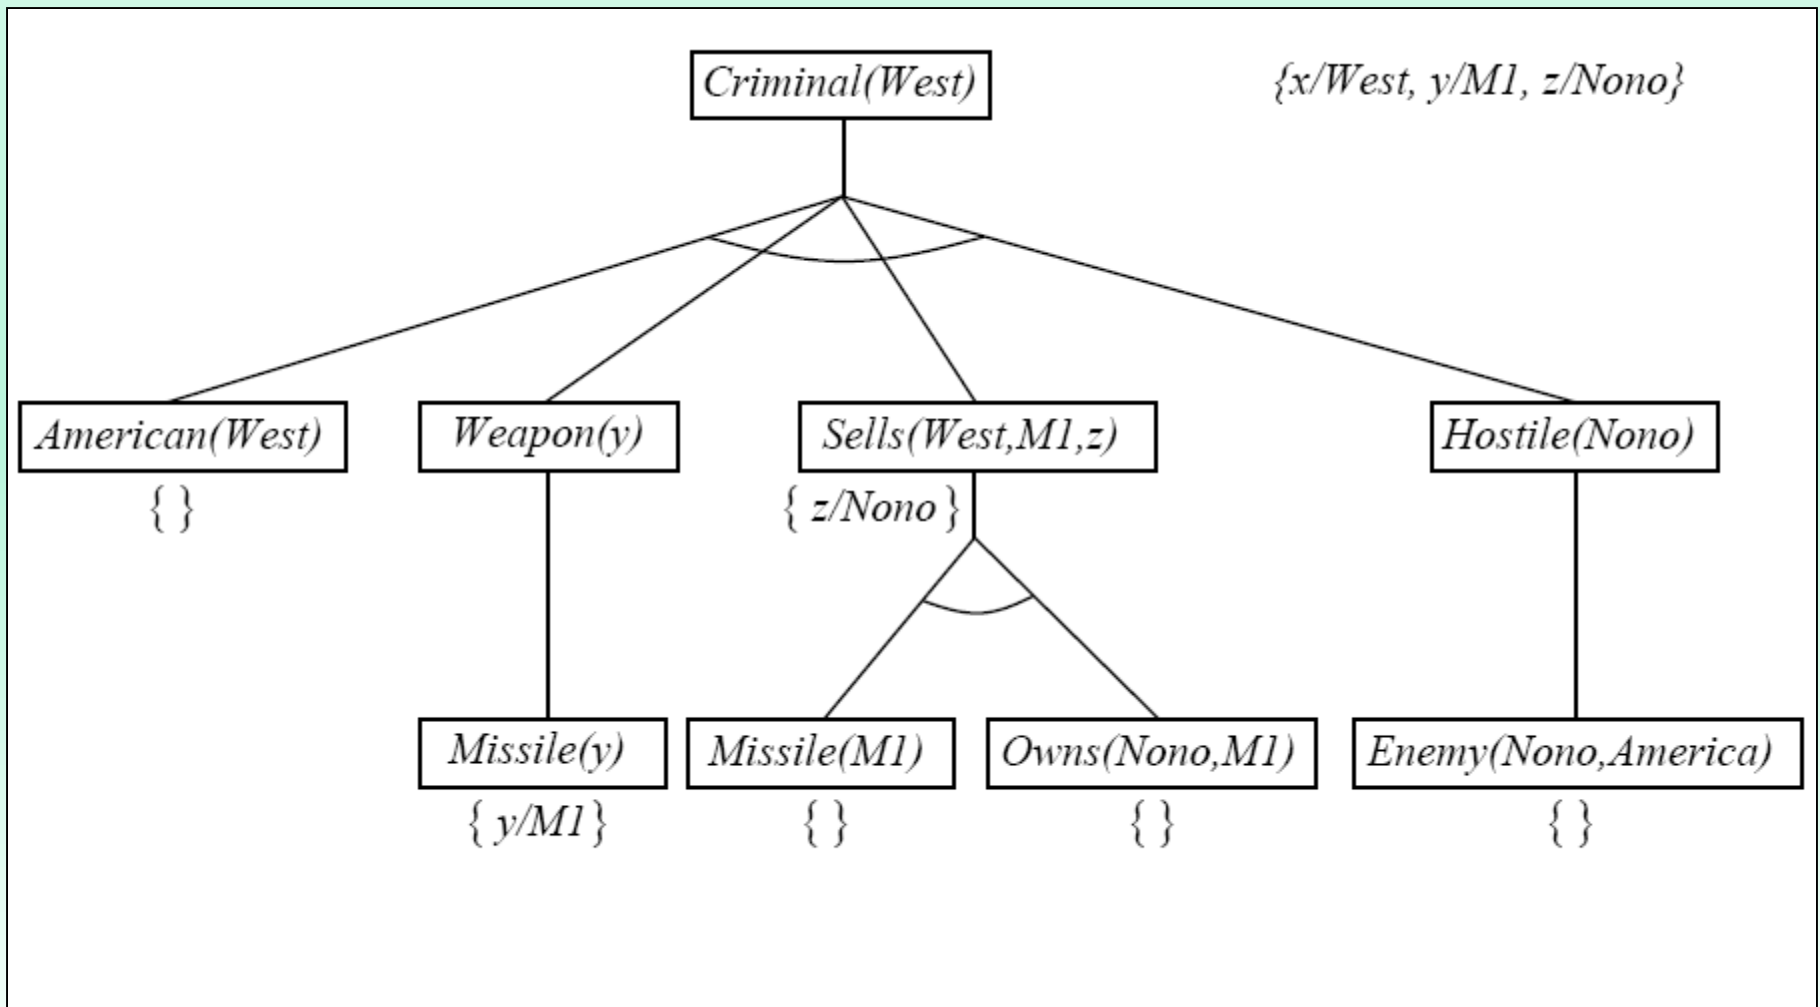 Criminal(West)
{x/West, y/M1, z/Nono}
American(West)
Weapon(y)
Sells(West,M1,z)
Hostile(Nono)
{ }
{ z/Nono }
Missile(y)
Missile(M1)
Owns(Nono,M1)
Enemy(Nono,America)
{ y/M1 }
{ }
{ }
{ }